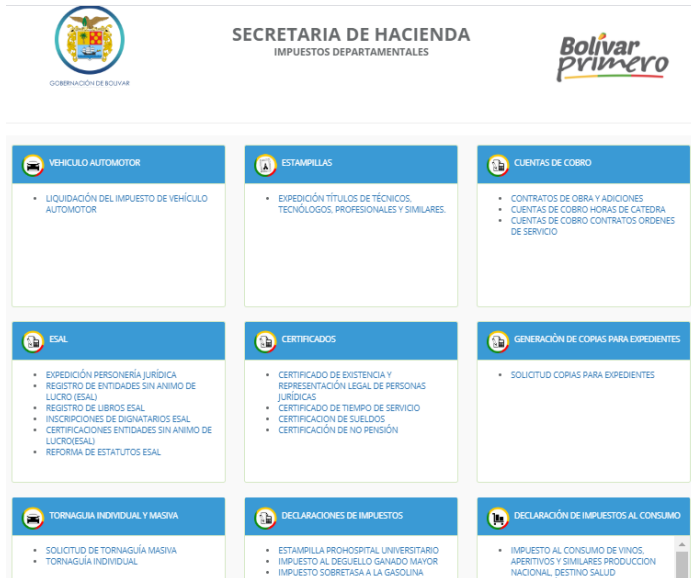 SECRETARIA DE HACIENDA
IMPUESTOS DEPARTAMENTALES
GOBERNACIÓN DE BOLIVAR
Bolívar
primero
VEHICULO AUTOMOTOR
LIQUIDACIÓN DEL IMPUESTO DE VEHÍCULO
AUTOMOTOR
ESTAMPILLAS
EXPEDICIÓN TÍTULOS DE TÉCNICOS,
TECNÓLOGOS, PROFESIONALES Y SIMILARES.
CUENTAS DE COBRO
CONTRATOS DE OBRA Y ADICIONES
CUENTAS DE COBRO HORAS DE CATEDRA
CUENTAS DE COBRO CONTRATOS ORDENES
DE SERVICIO
ESAL
EXPEDICIÓN PERSONERÍA JURÍDICA
REGISTRO DE ENTIDADES SIN ANIMO DE
LUCRO (ESAL)
REGISTRO DE LIBROS ESAL
INSCRIPCIONES DE DIGNATARIOS ESAL
CERTIFICACIONES ENTIDADES SIN ANIMO DE
LUCRO(ESAL)
REFORMA DE ESTATUTOS ESAL
CERTIFICADOS
CERTIFICADO DE EXISTENCIA Y
REPRESENTACIÓN LEGAL DE PERSONAS
JURÍDICAS
CERTIFICADO DE TIEMPO DE SERVICIO
CERTIFICACION DE SUELDOS
CERTIFICACIÓN DE NO PENSIÓN
GENERACIÓN DE COPIAS PARA EXPEDIENTES
SOLICITUD COPIAS PARA EXPEDIENTES
TORNAGUIA INDIVIDUAL Y MASIVA
SOLICITUD DE TORNAGUÍA MASIVA
TORNAGUÍA INDIVIDUAL
DECLARACIONES DE IMPUESTOS
ESTAMPILLA PROHOSPITAL UNIVERSITARIO
IMPUESTO AL DEGUELLO GANADO MAYOR
IMPUESTO SOBRETASA A LA GASOLINA
DECLARACIÓN DE IMPUESTOS AL CONSUMO
IMPUESTO AL CONSUMO DE VINOS,
APERITIVOS Y SIMILARES PRODUCCION
NACIONAL, DESTINO SALUD